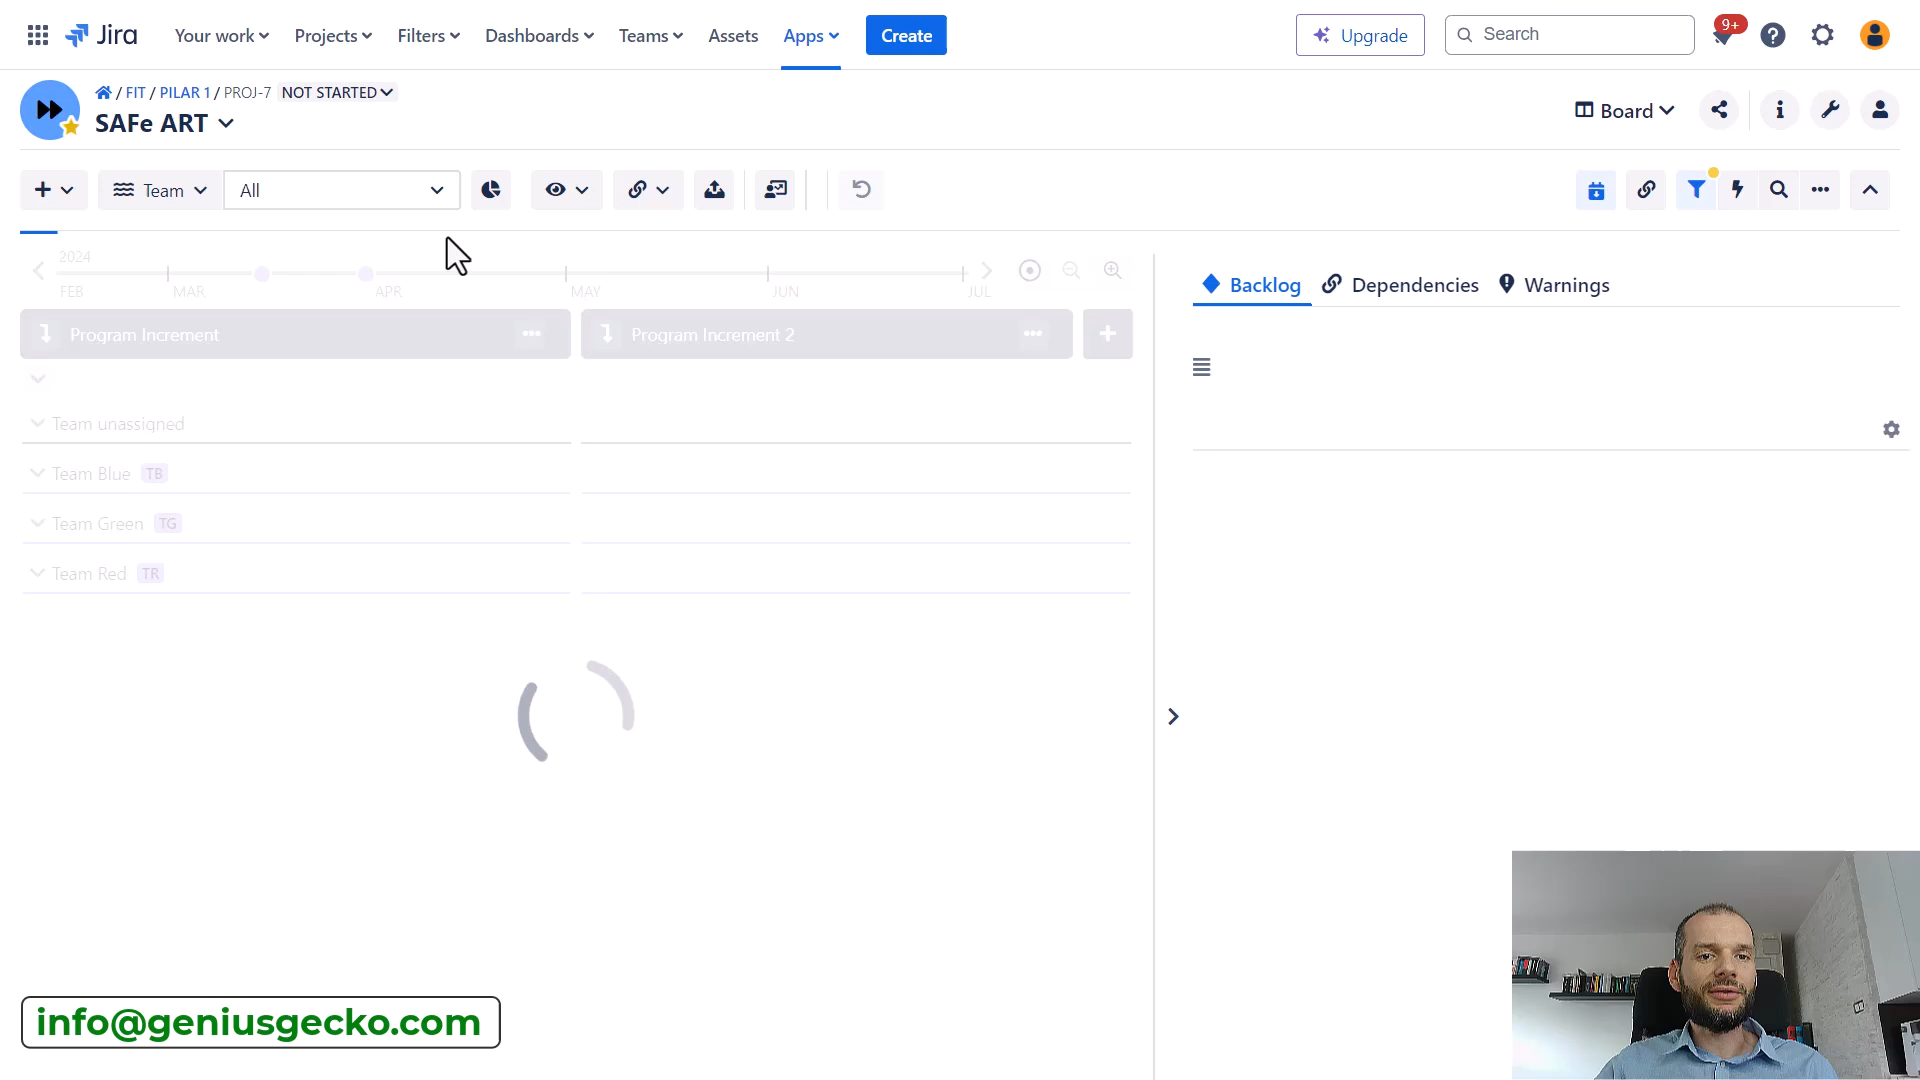 Jira
Your work
Projects
Filters
Dashboards
Teams
Assets
Apps
Create
Upgrade
Search
9+
/ FIT / PILAR 1 / PROJ-7 NOT STARTED
SAFe ART
Board
Team
All
2024
FEB
MAR
APR
MAY
JUN
JUL
Program Increment
Program Increment 2
Team unassigned
Team Blue TB
Team Green TG
Team Red TR
Backlog
Dependencies
Warnings
info@geniusgecko.com